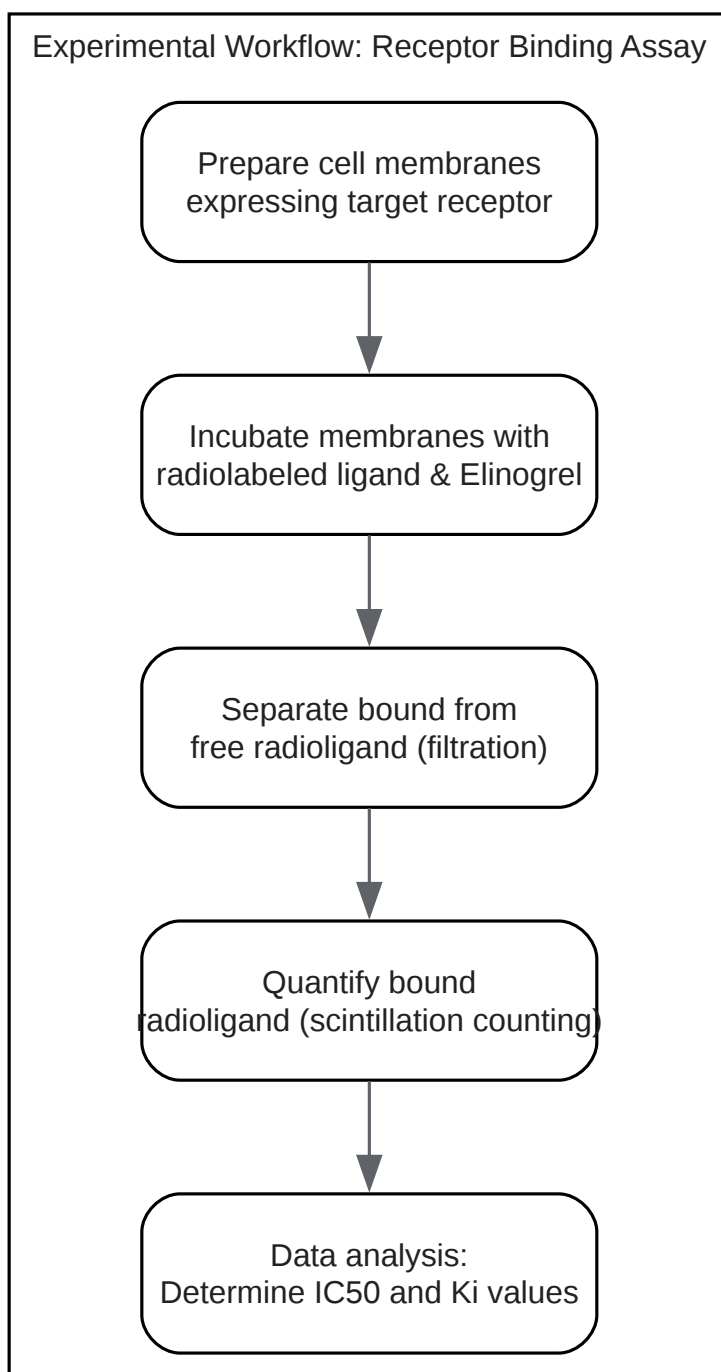 Experimental Workflow: Receptor Binding Assay
Prepare cell membranes
expressing target receptor
Incubate membranes with
radiolabeled ligand & Elinogrel
Separate bound from
free radioligand (filtration)
Quantify bound
radioligand (scintillation counting)
Data analysis:
Determine IC50 and Ki values